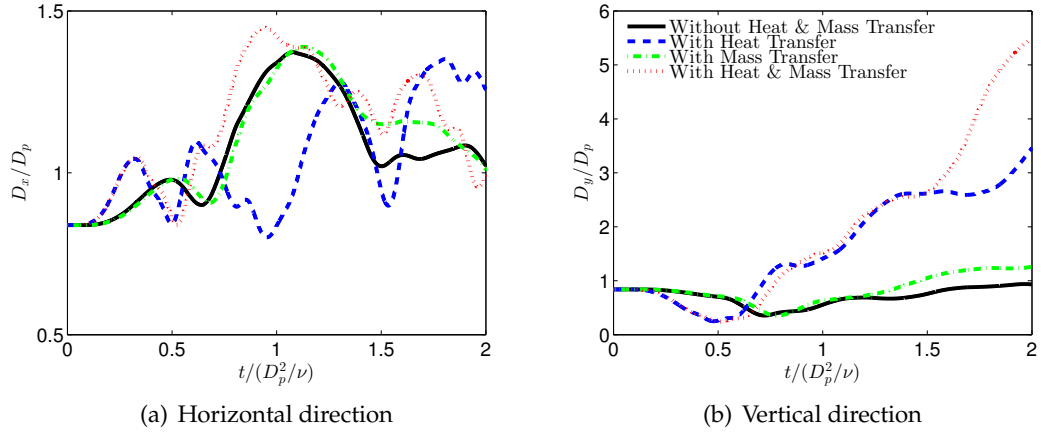 1.5
1
0.5
0
0.5
1
1.5
2
D_x/D_p
t/(D_p^2/ν)
(a) Horizontal direction
6
5
4
3
2
1
0
0
0.5
1
1.5
2
D_y/D_p
t/(D_p^2/ν)
Without Heat & Mass Transfer
With Heat Transfer
With Mass Transfer
With Heat & Mass Transfer
(b) Vertical direction